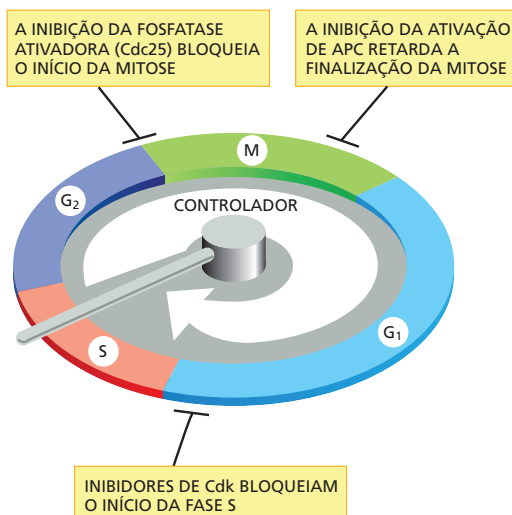 A INIBIÇÃO DA FOSFATASE
ATIVADORA (Cdc25) BLOQUEIA
O INÍCIO DA MITOSE
A INIBIÇÃO DA ATIVAÇÃO
DE APC RETARDA A
FINALIZAÇÃO DA MITOSE
M
G₂
CONTROLADOR
G₁
S
INIBIDORES DE Cdk BLOQUEIAM
O INÍCIO DA FASE S